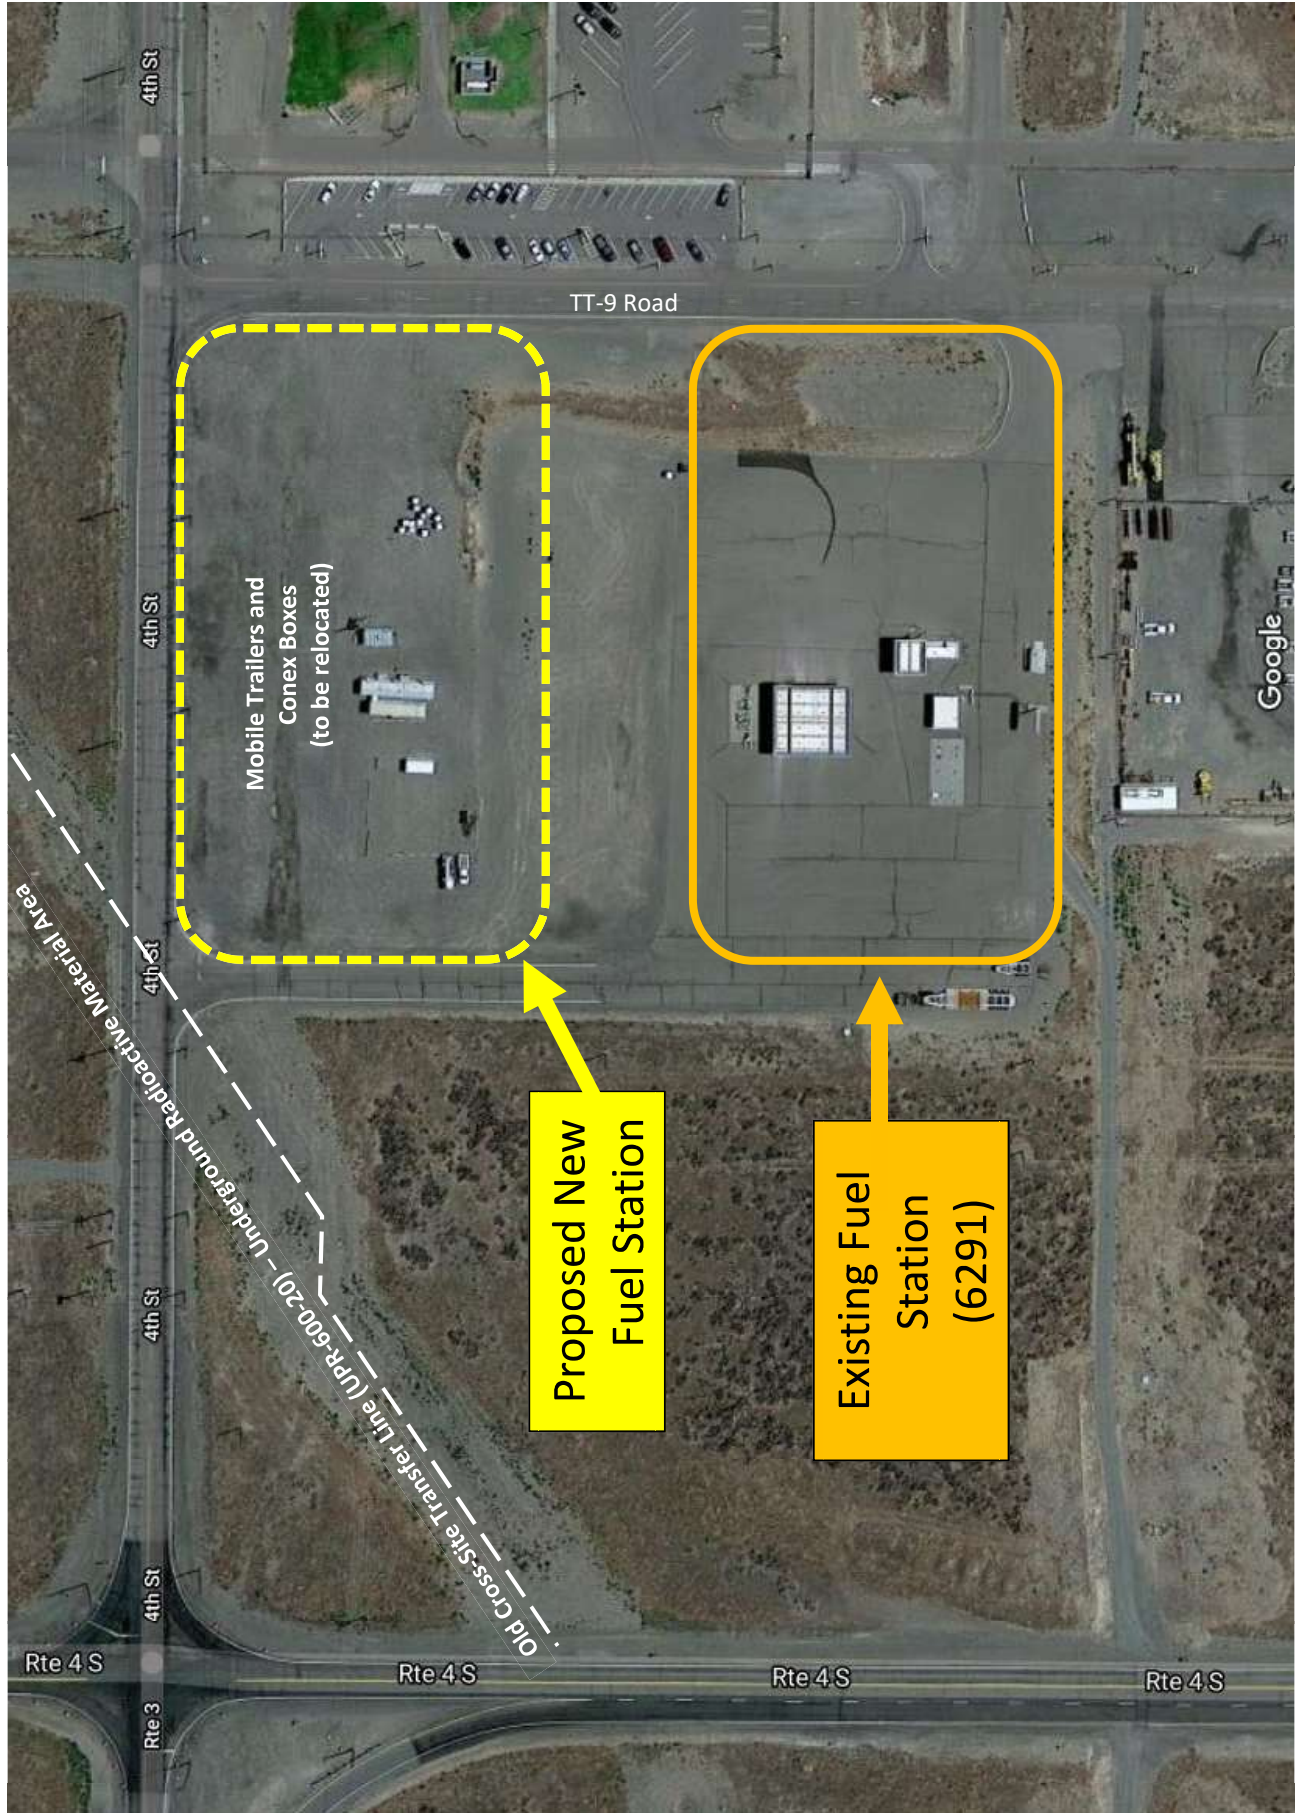 4th St
4th St
4th St
4th St
4th St
Rte 3
TT-9 Road
Mobile Trailers and
Conex Boxes
(to be relocated)
Old Cross-Site Transfer Line (UPR-600-20) – Underground Radioactive Material Area
Proposed New
Fuel Station
Existing Fuel
Station
(6291)
Rte 4 S
Rte 4 S
Rte 4 S
Rte 4 S
Google